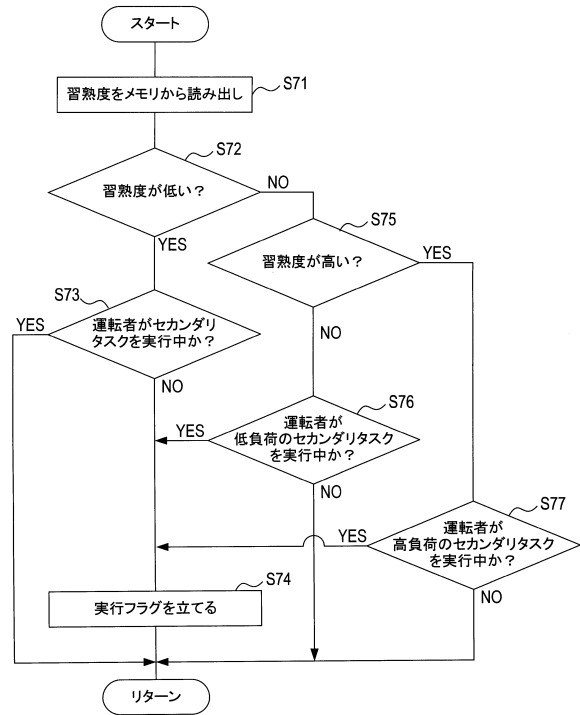 スタート
習熟度をメモリから読み出し
S71
S72
習熟度が低い？
NO
YES
S75
習熟度が高い？
YES
NO
S73
YES
運転者がセカンダリ
タスクを実行中か？
NO
S76
YES
運転者が
低負荷のセカンダリタスク
を実行中か？
NO
S77
YES
運転者が
高負荷のセカンダリタスク
を実行中か？
NO
S74
実行フラグを立てる
リターン